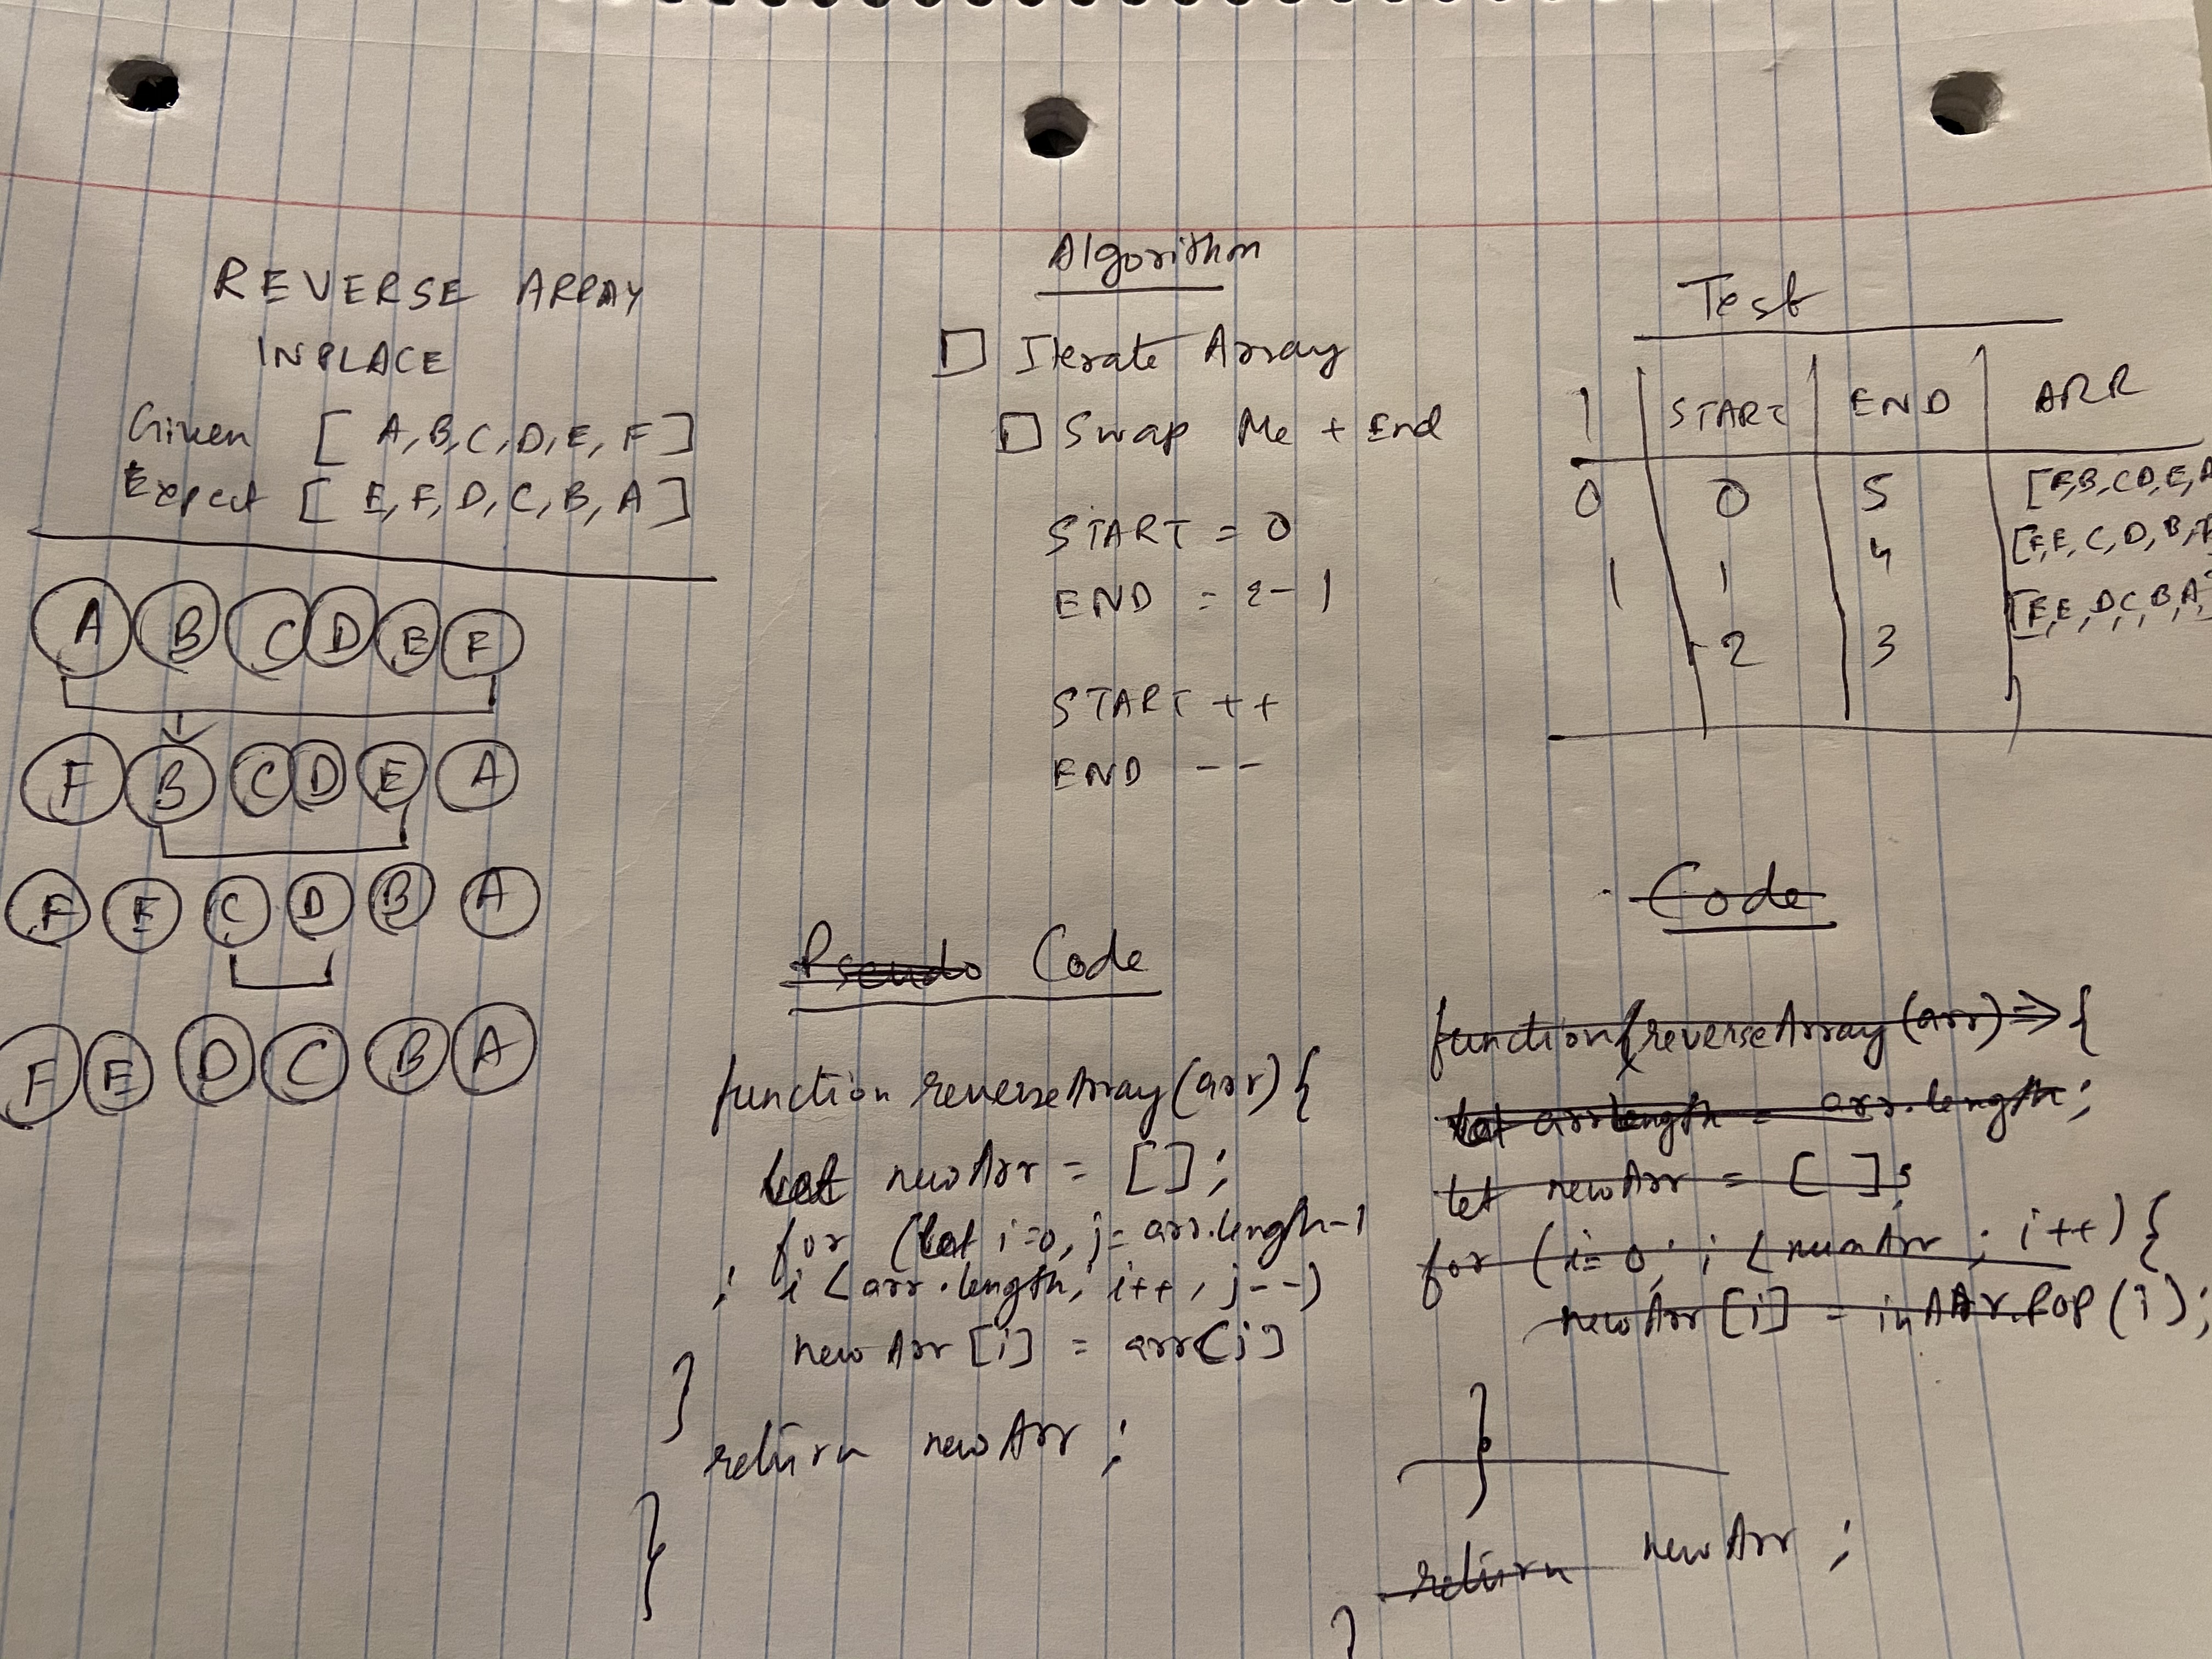 REVERSE ARRAY
INPLACE
Given [A,B,C,D,E,F]
Expect [F,E,D,C,B,A]
A B C D E F
F B C D E A
F E C D B A
F E D C B A
Algorithm
Iterate Array
Swap Me + End
START = 0
END = 2-1
START ++
END --
Pseudo Code
function reverseArray(arr){
let newArr = [];
for (let i=0, j=arr.length-1
; i < arr.length; i++, j--)
newArr[i] = arr[j]
}
return newArr;
}
Test
1 | START | END | ARR
0 0 5 [F,B,C,D,E,A
1 1 4 [F,E,C,D,B,A
2 3 [F,E,D,C,B,A
Code
function reverseArray(arr)=>{
let arrlength = arr.length;
let newArr = [];
for (i=0; i< ; i++){
newArr[i] = .pop(i);
}
}
return newArr;
}